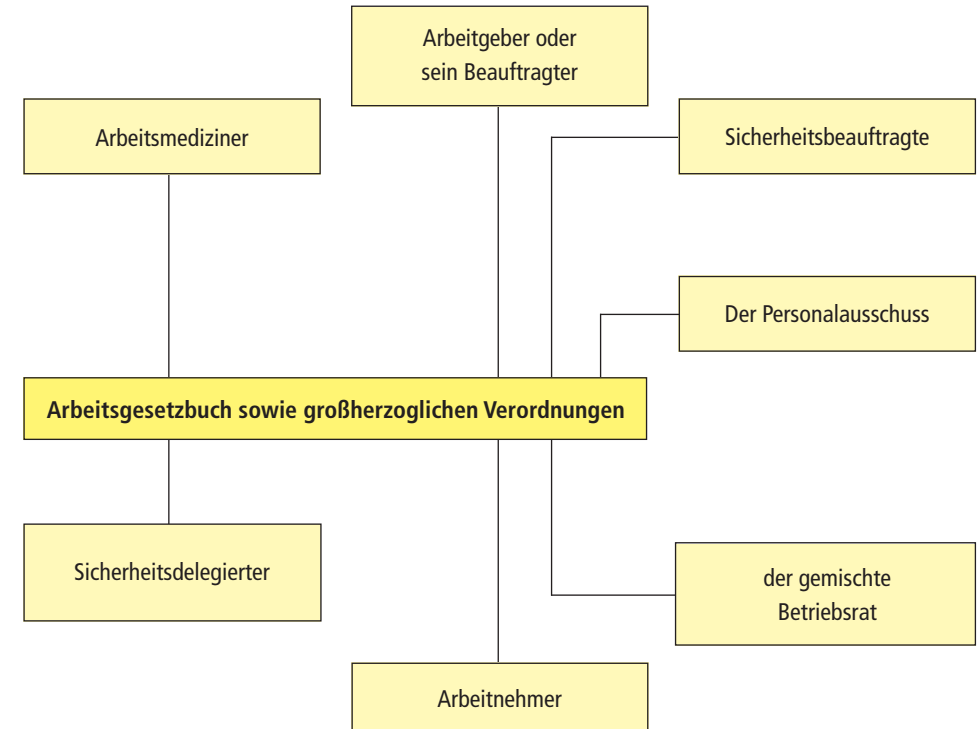 Arbeitgeber oder
sein Beauftragter
Arbeitsmediziner
Sicherheitsbeauftragte
Der Personalausschuss
Arbeitsgesetzbuch sowie großherzoglichen Verordnungen
Sicherheitsdelegierter
der gemischte
Betriebsrat
Arbeitnehmer